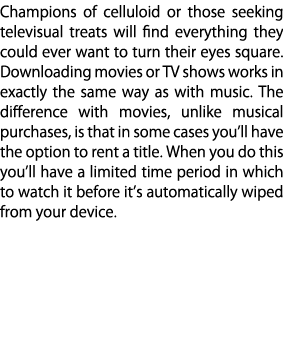 Champions of celluloid or those seeking
televisual treats will find everything they
could ever want to turn their eyes square.
Downloading movies or TV shows works in
exactly the same way as with music. The
difference with movies, unlike musical
purchases, is that in some cases you’ll have
the option to rent a title. When you do this
you’ll have a limited time period in which
to watch it before it’s automatically wiped
from your device.